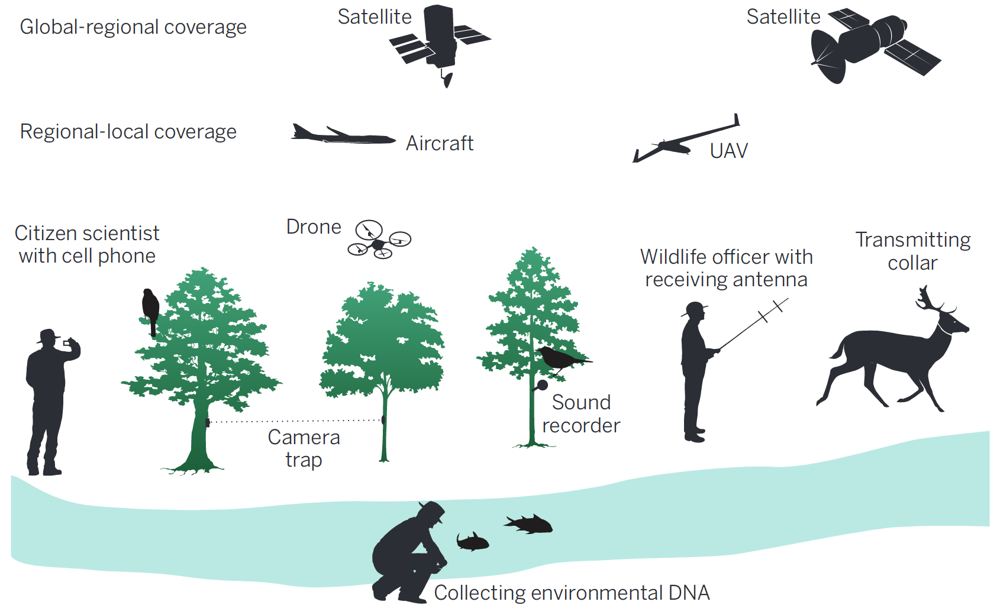 Global-regional coverage
Satellite
Satellite
Regional-local coverage
Aircraft
UAV
Citizen scientist
with cell phone
Drone
Wildlife officer with
receiving antenna
Transmitting
collar
Camera
trap
Sound
recorder
Collecting environmental DNA